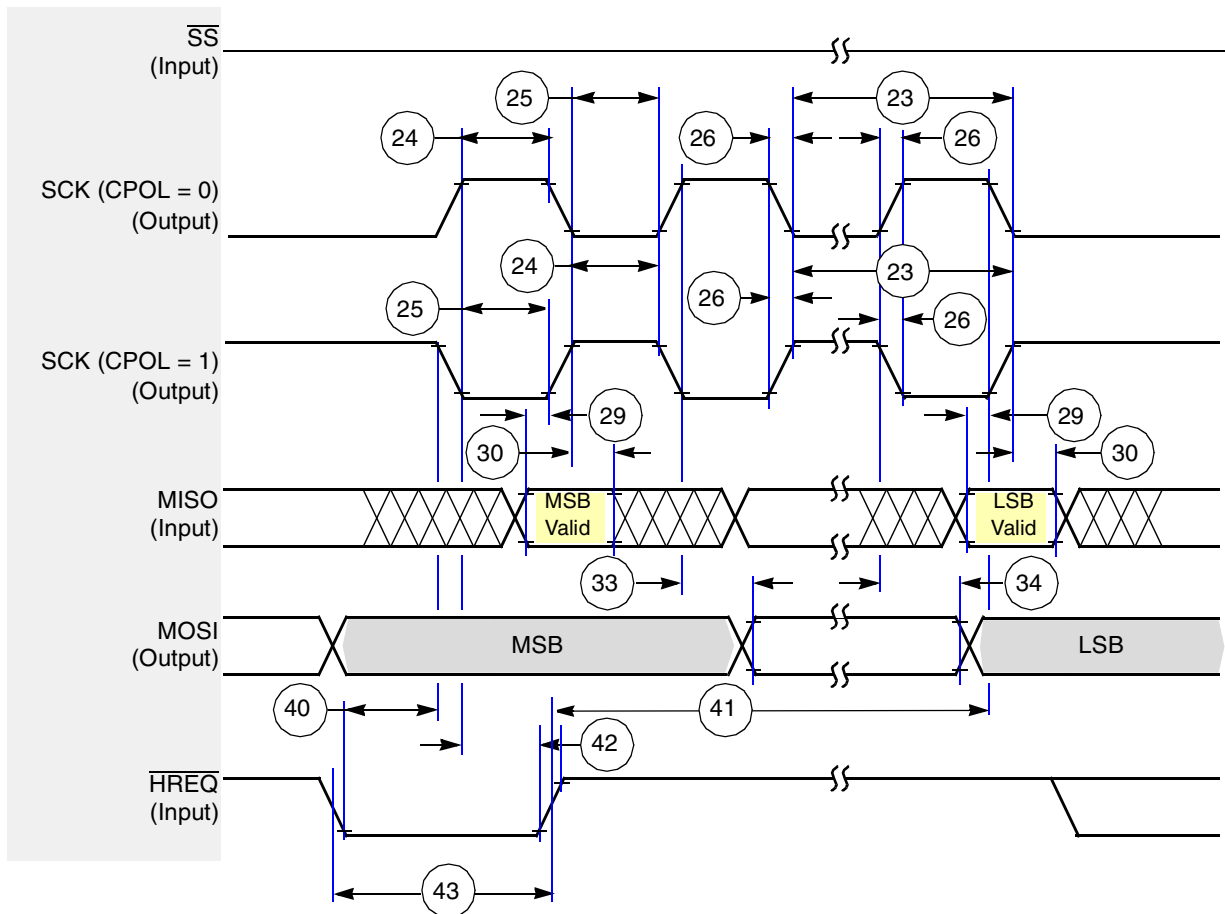 SS
(Input)
25
23
24
26
26
SCK (CPOL = 0)
(Output)
24
23
25
26
26
SCK (CPOL = 1)
(Output)
29
29
30
30
MISO
(Input)
MSB
Valid
LSB
Valid
33
34
MOSI
(Output)
MSB
LSB
40
41
42
HREQ
(Input)
43